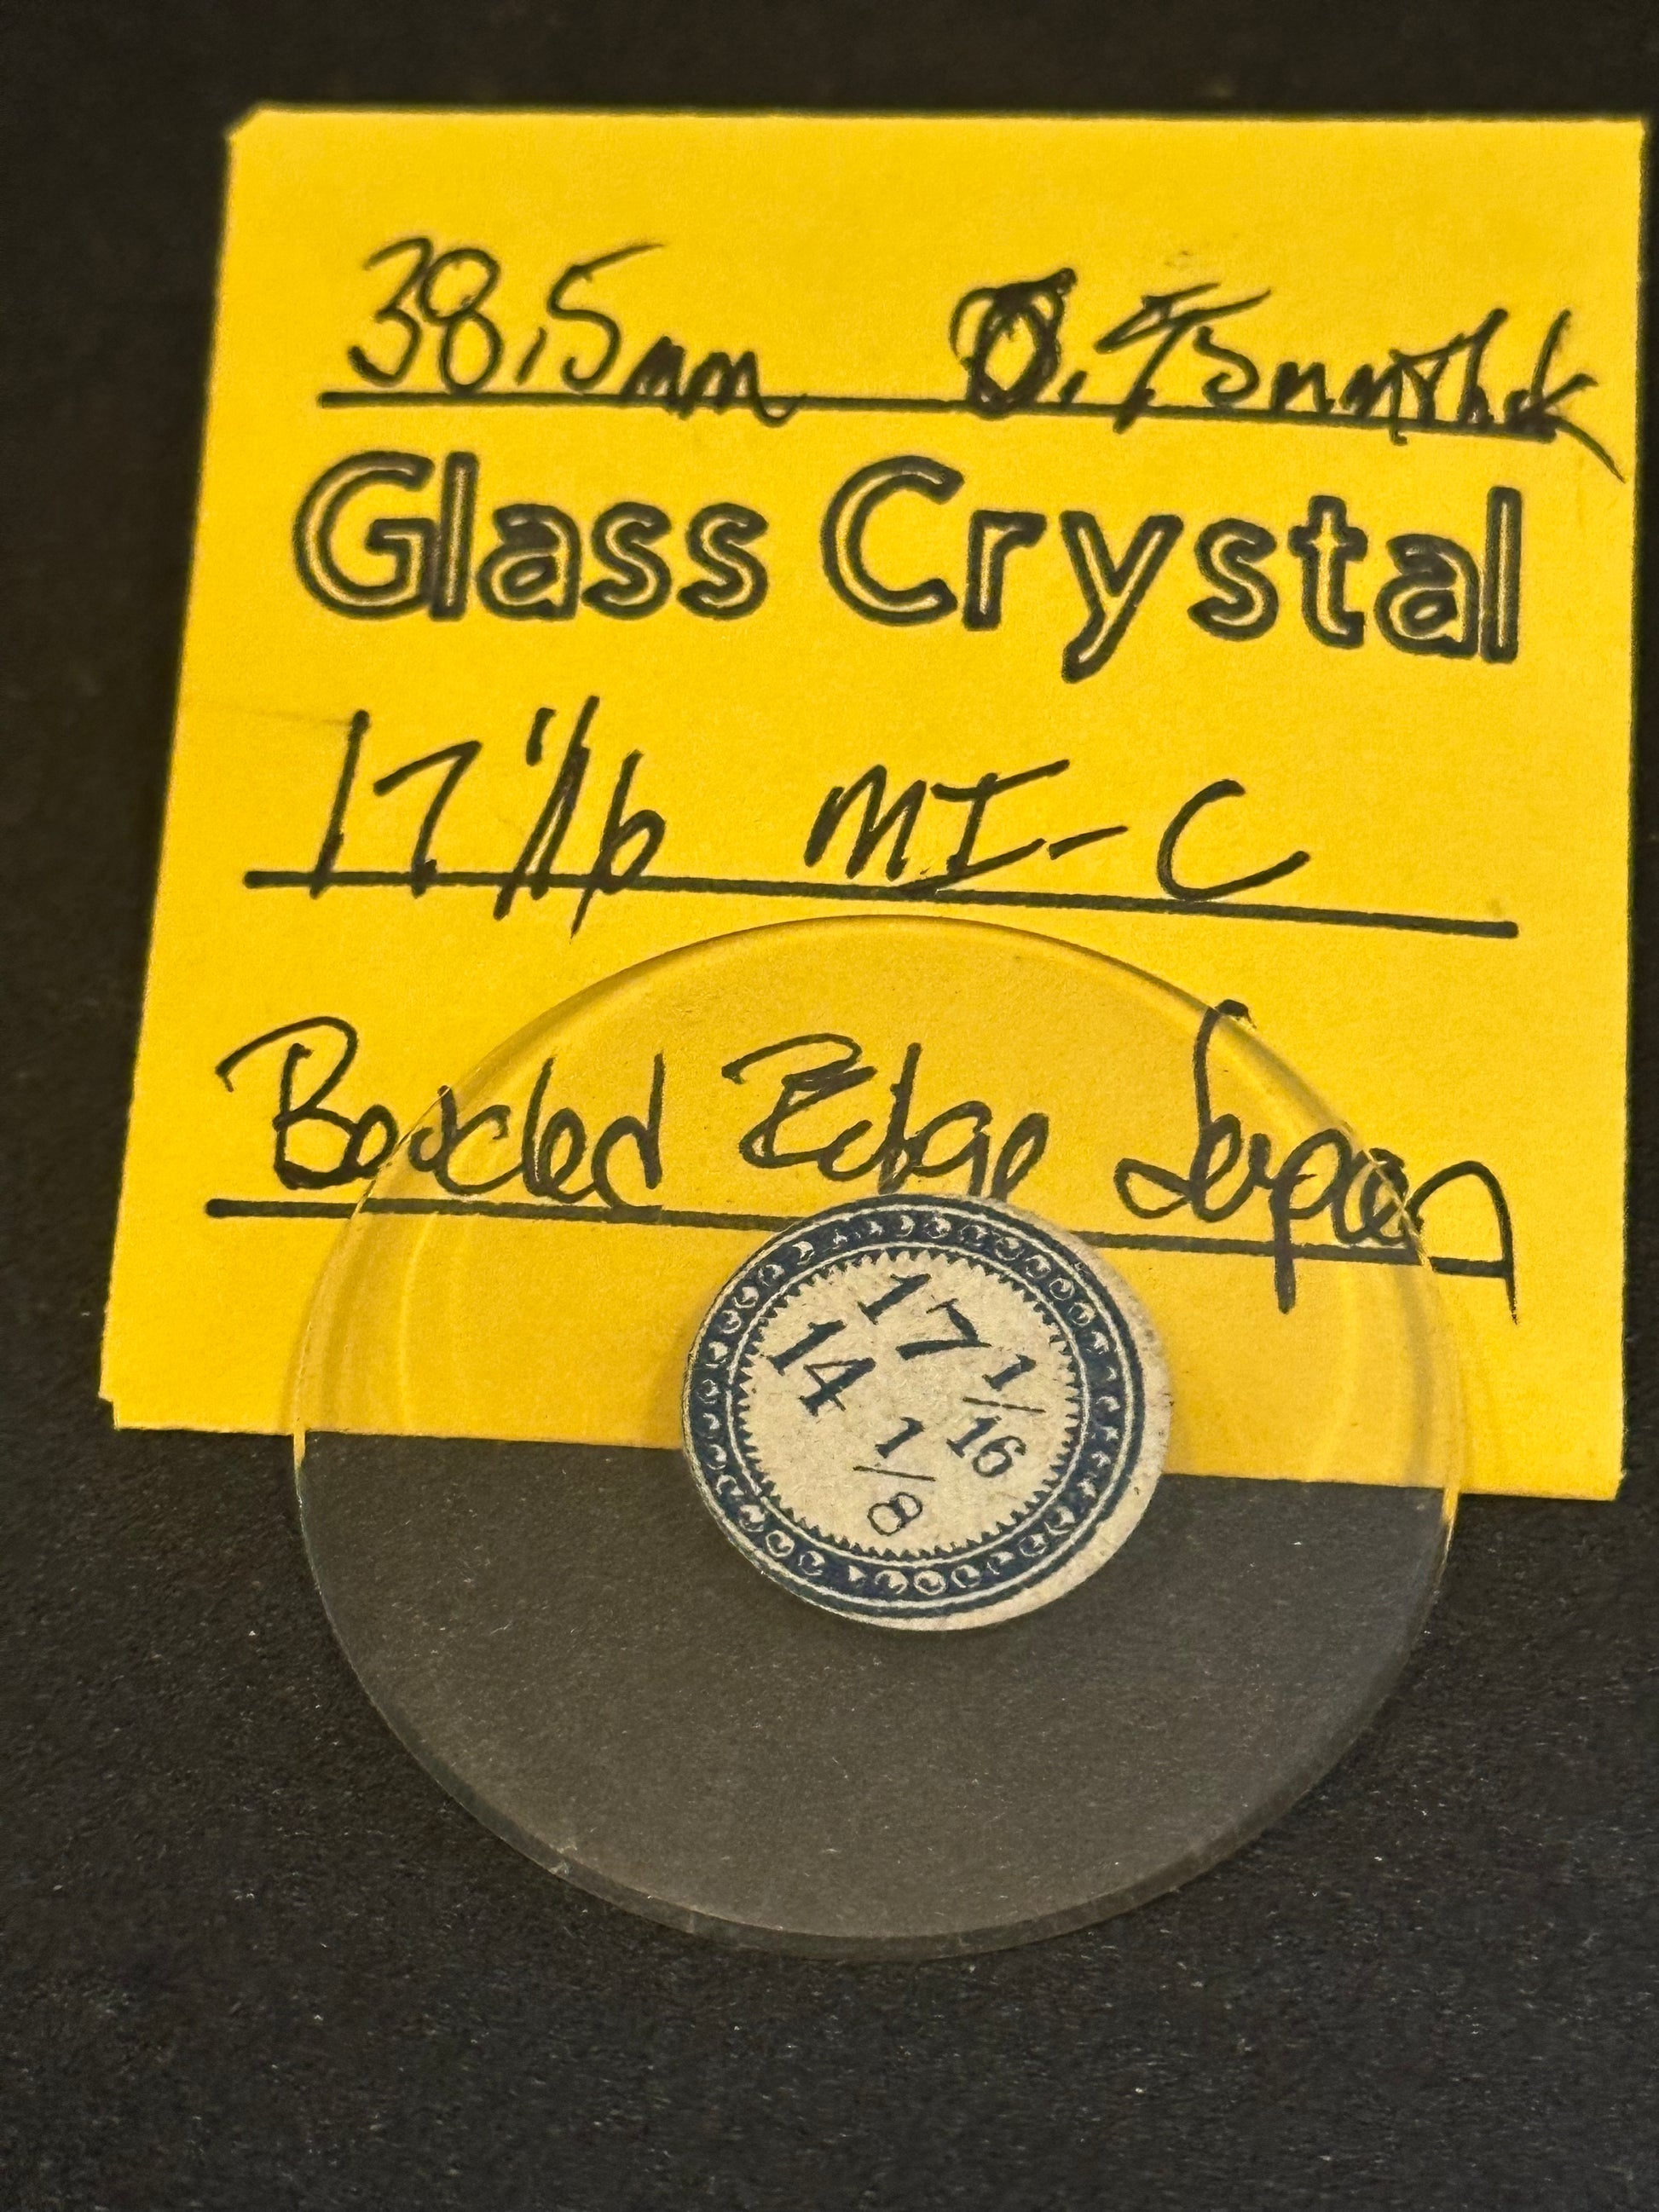 38.5mm 0.75mm Thick
Glass Crystal
17 1/16 MI-C
Beveled Edge Japan
17 1/16
14 1/8